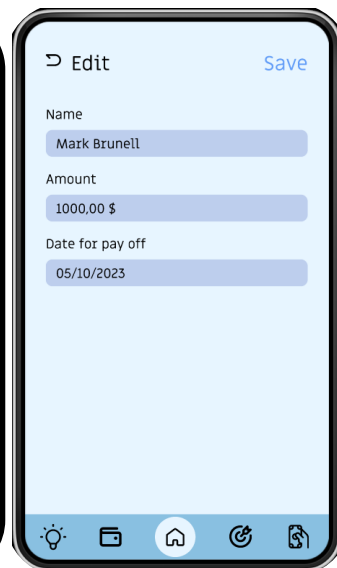 Edit
Save
Name
Mark Brunell
Amount
1000,00 $
Date for pay off
05/10/2023